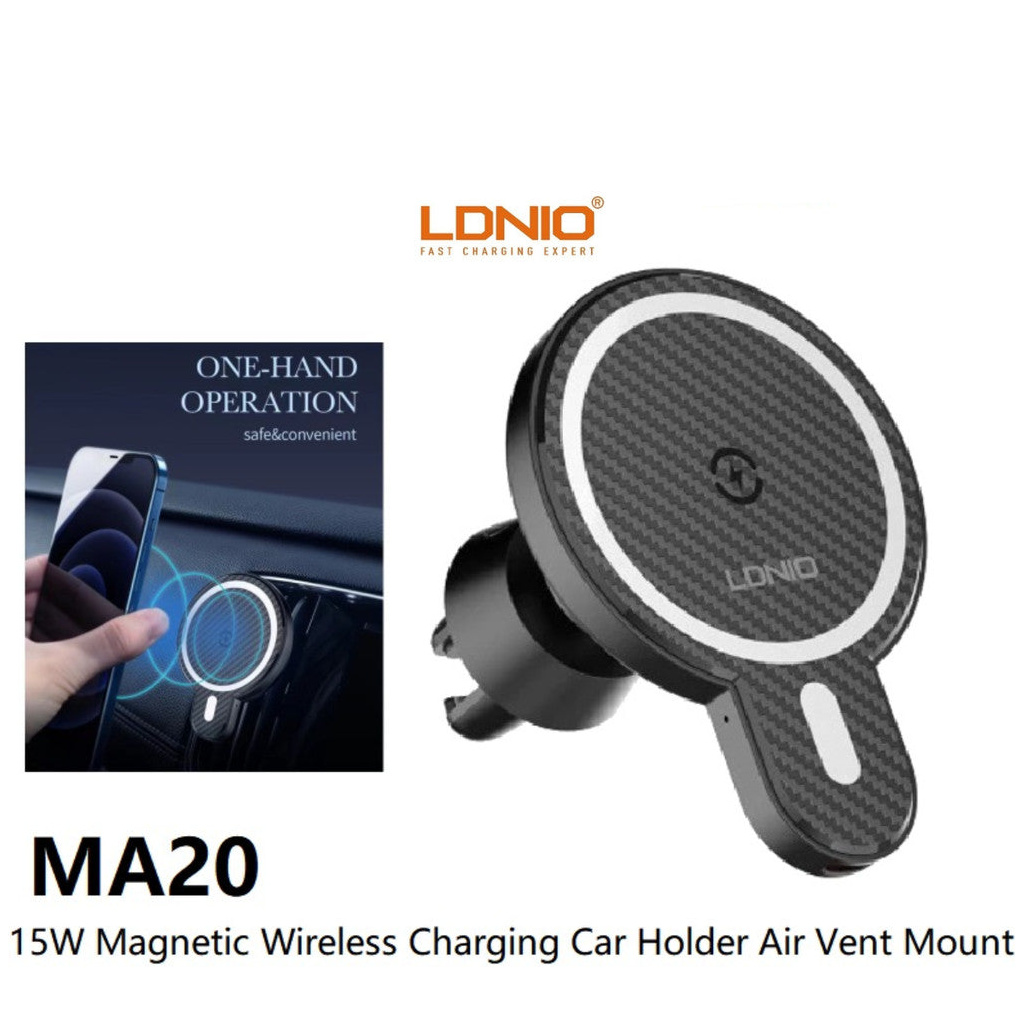 LDNIO®
FAST CHARGING EXPERT
ONE-HAND
OPERATION
safe&convenient
LDNIO
MA20
15W Magnetic Wireless Charging Car Holder Air Vent Mount